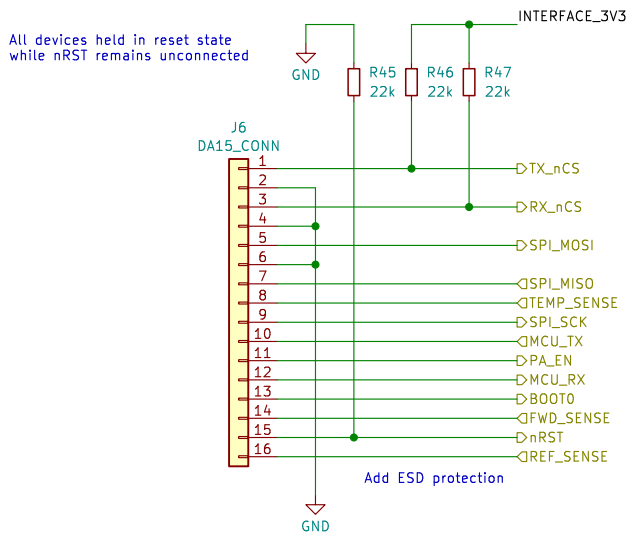 INTERFACE_3V3
All devices held in reset state
while nRST remains unconnected
GND
R45
22k
R46
22k
R47
22k
J6
DA15_CONN
1 TX_nCS
2
3 RX_nCS
4
5 SPI_MOSI
6
7 SPI_MISO
8 TEMP_SENSE
9 SPI_SCK
10 MCU_TX
11 PA_EN
12 MCU_RX
13 BOOT0
14 FWD_SENSE
15 nRST
16 REF_SENSE
Add ESD protection
GND